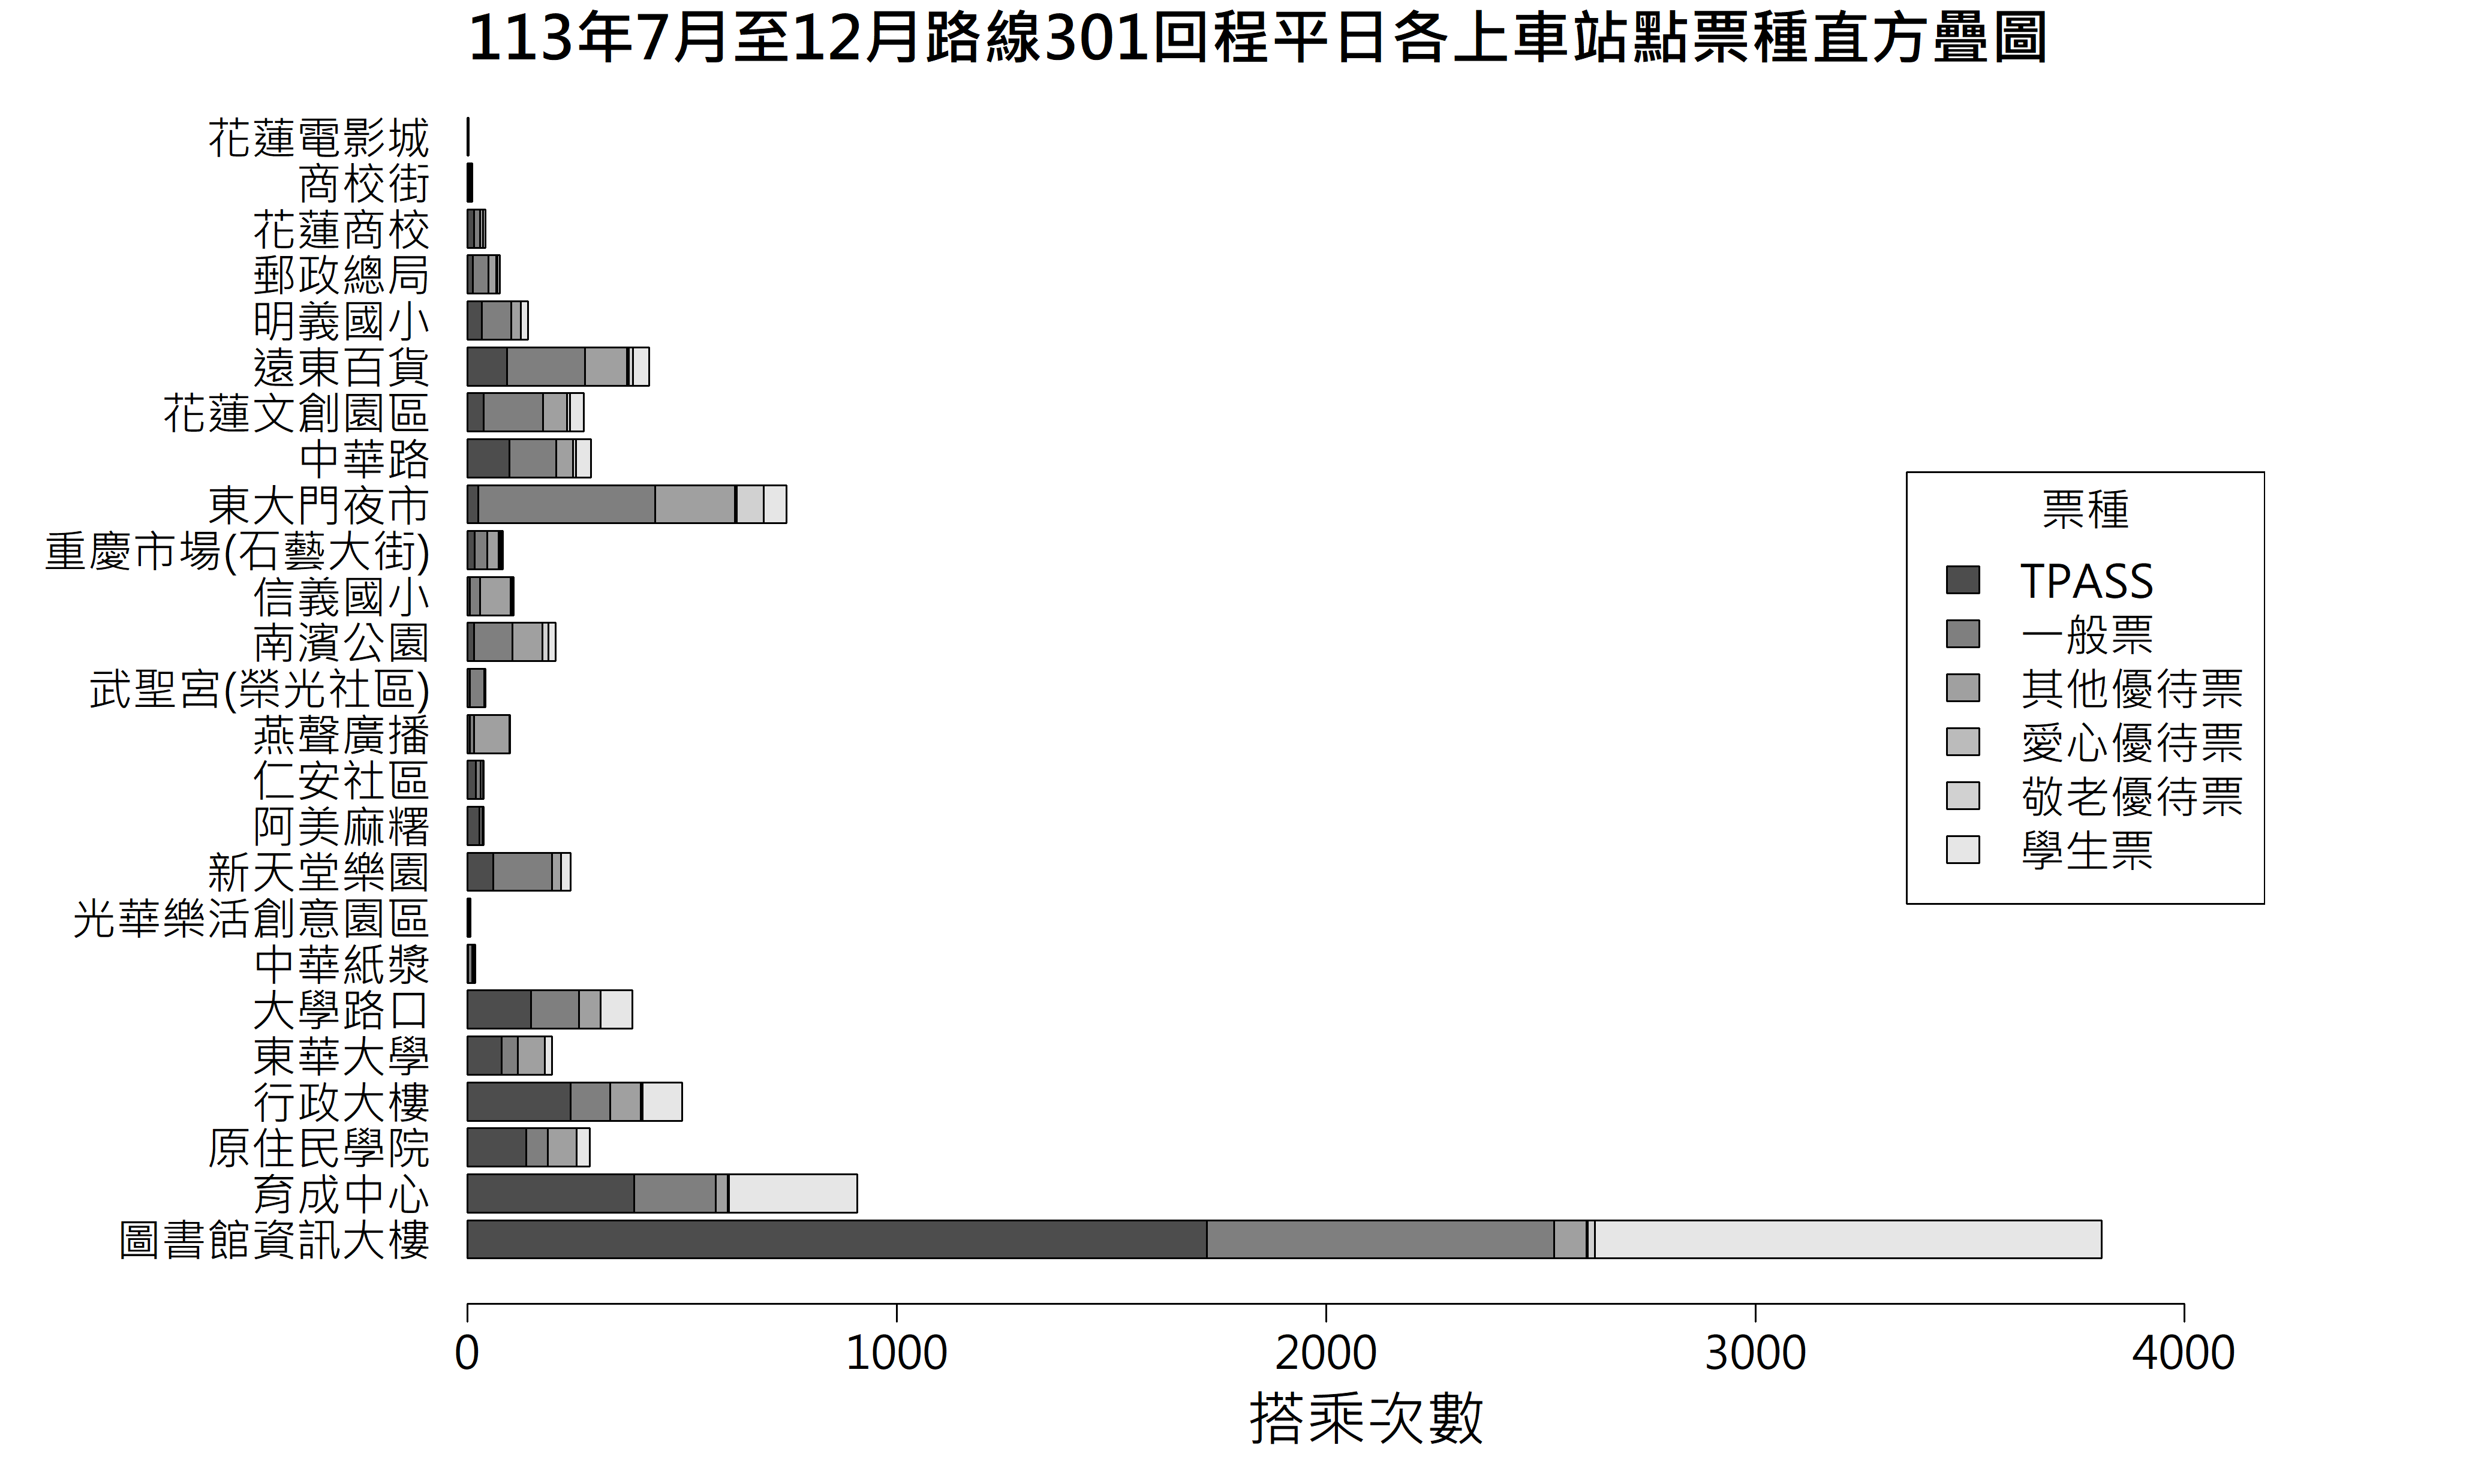 113年7月至12月路線301回程平日各上車站點票種直方疊圖
花蓮電影城
商校街
花蓮商校
郵政總局
明義國小
遠東百貨
花蓮文創園區
中華路
東大門夜市
重慶市場(石藝大街)
信義國小
南濱公園
武聖宮(榮光社區)
燕聲廣播
仁安社區
阿美麻糬
新天堂樂園
光華樂活創意園區
中華紙漿
大學路口
東華大學
行政大樓
原住民學院
育成中心
圖書館資訊大樓
票種
TPASS
一般票
其他優待票
愛心優待票
敬老優待票
學生票
0 1000 2000 3000 4000
搭乘次數